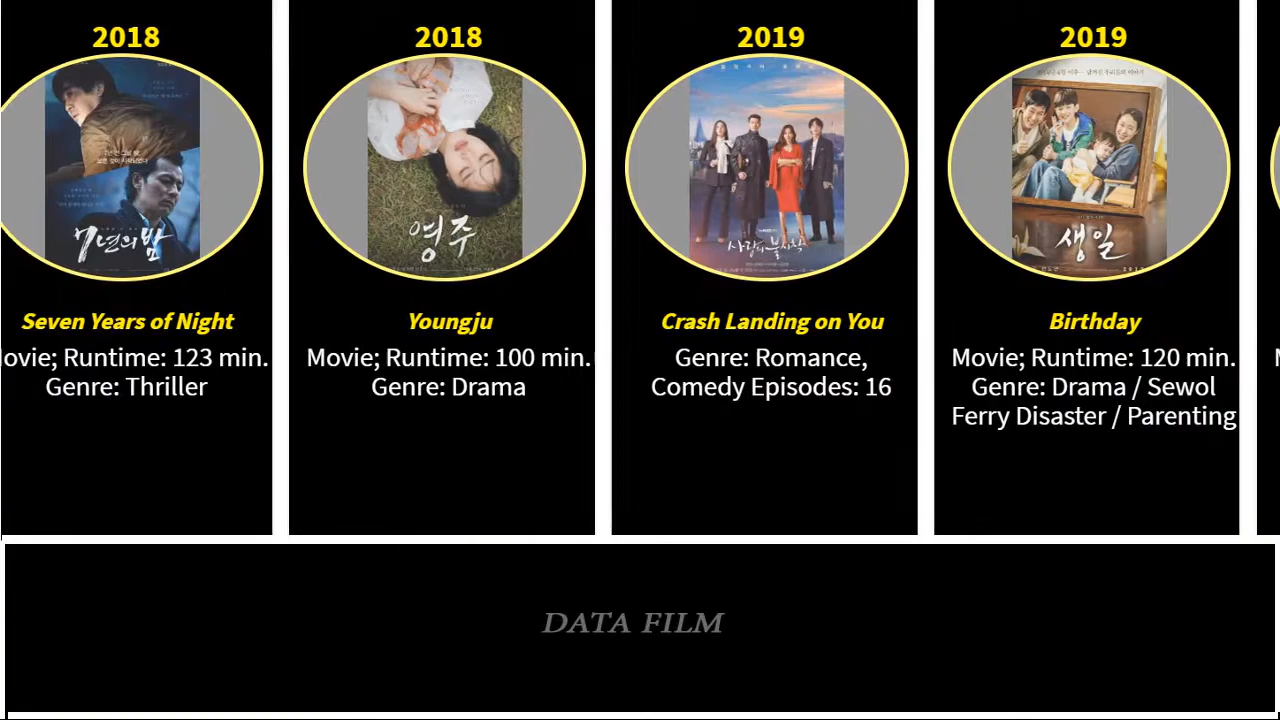 2018
7년의 밤
Seven Years of Night
ovie; Runtime: 123 min.
Genre: Thriller
2018
영주
Youngju
Movie; Runtime: 100 min.
Genre: Drama
2019
사랑의 불시착
Crash Landing on You
Genre: Romance,
Comedy Episodes: 16
2019
생일
Birthday
Movie; Runtime: 120 min.
Genre: Drama / Sewol
Ferry Disaster / Parenting
DATA FILM